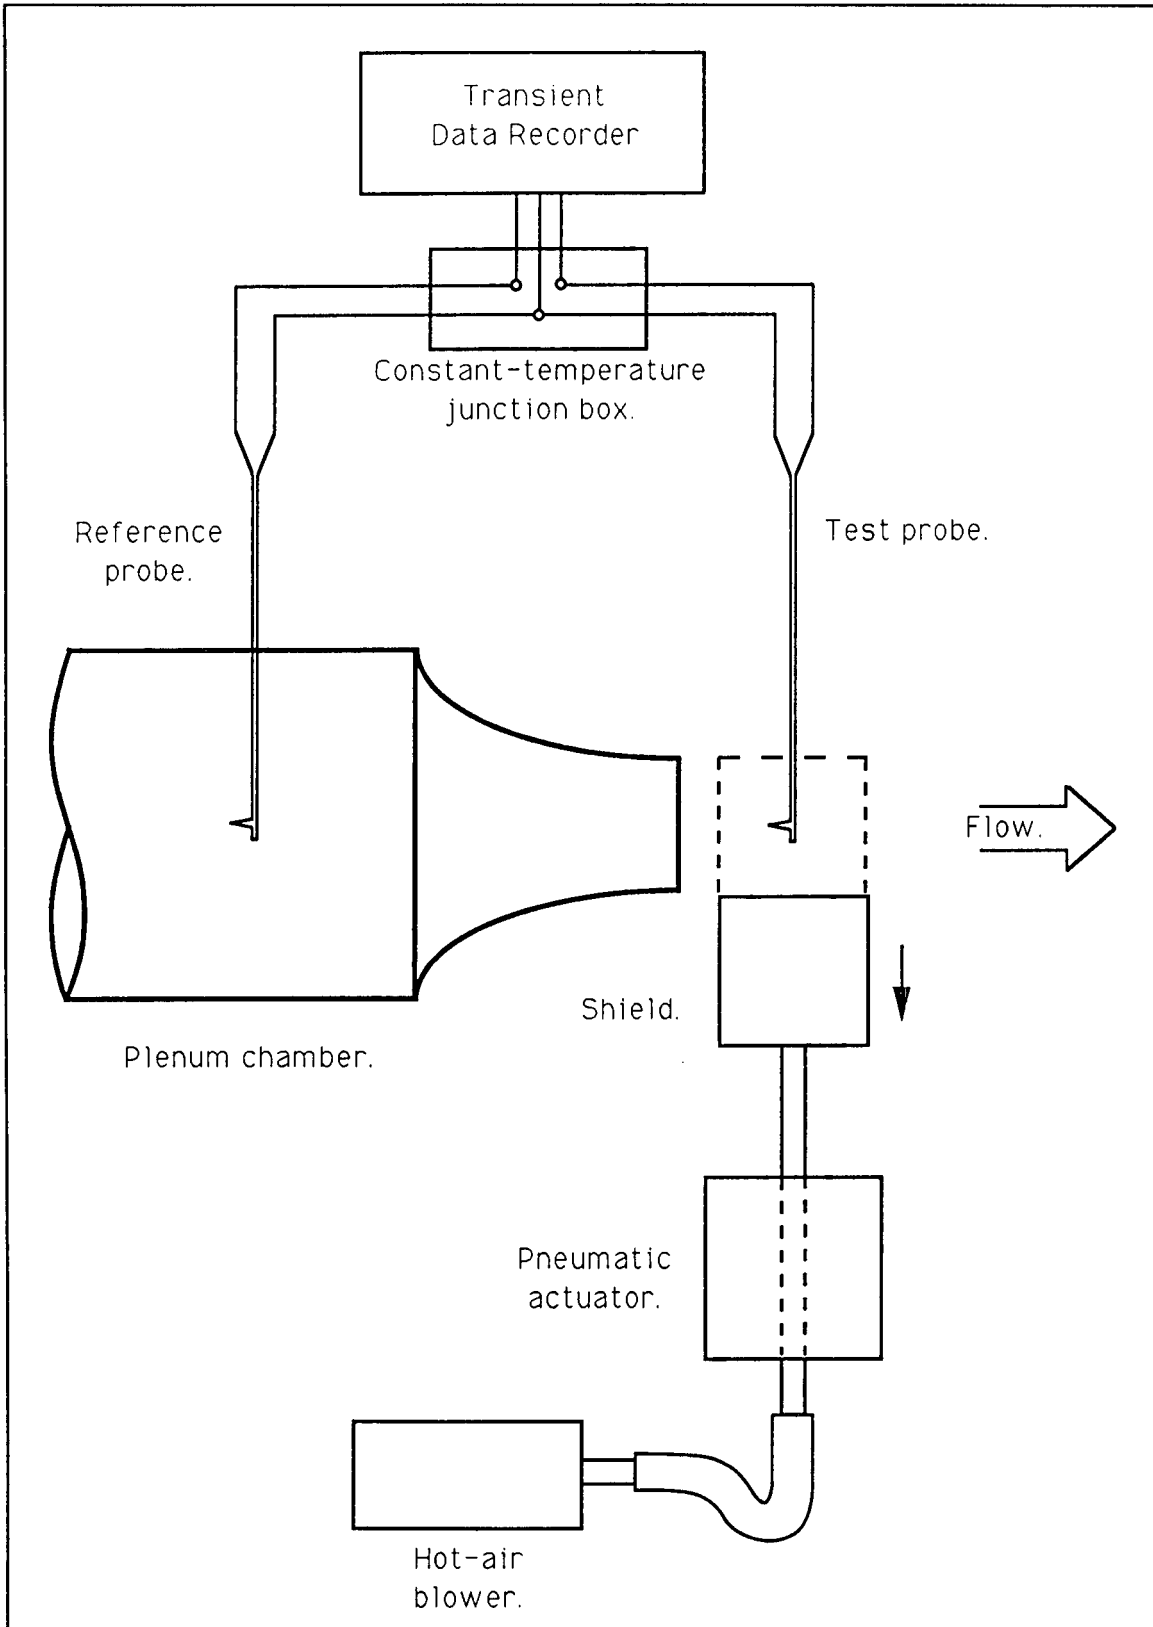 Transient
Data Recorder
Constant-temperature
junction box.
Reference
probe.
Test probe.
Flow.
Shield.
Plenum chamber.
Pneumatic
actuator.
Hot-air
blower.